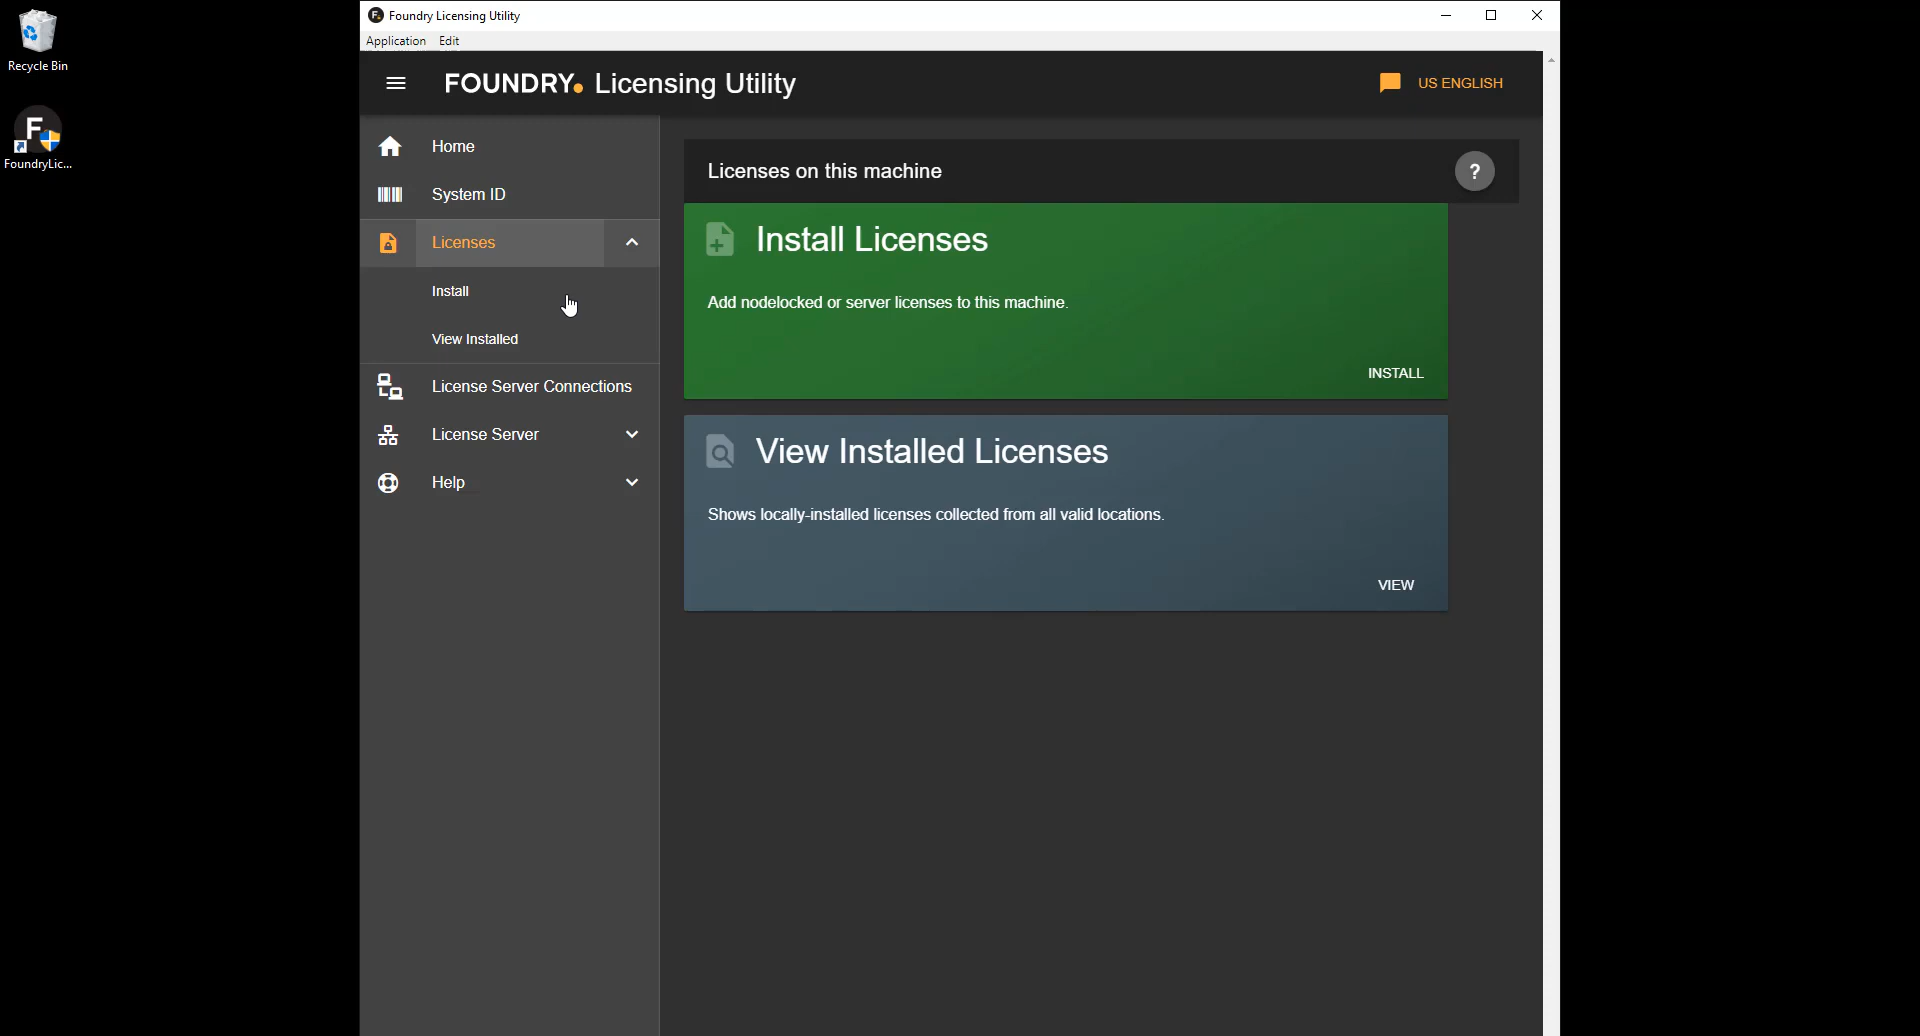 Recycle Bin
FoundryLic...
Foundry Licensing Utility
Application Edit
FOUNDRY. Licensing Utility
US ENGLISH
Home
System ID
Licenses
Install
View Installed
License Server Connections
License Server
Help
Licenses on this machine
?
Install Licenses
Add nodelocked or server licenses to this machine.
INSTALL
View Installed Licenses
Shows locally-installed licenses collected from all valid locations.
VIEW